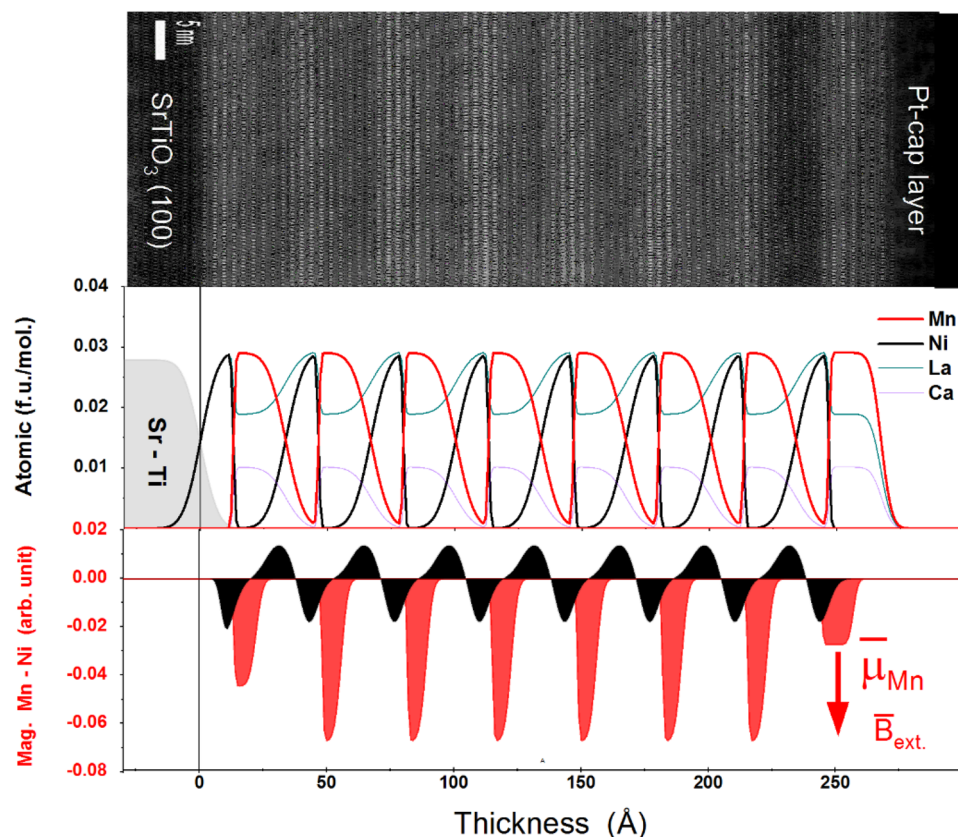 5 nm
SrTiO3 (100)
Pt-cap layer
0.04
0.03
0.02
0.01
0.02
0.00
-0.02
-0.04
-0.06
-0.08
Atomic (f.u./mol.)
Mag. Mn - Ni (arb. unit)
Sr - Ti
Mn
Ni
La
Ca
μ̅Mn
B̅ext.
A
0
50
100
150
200
250
Thickness (Å)